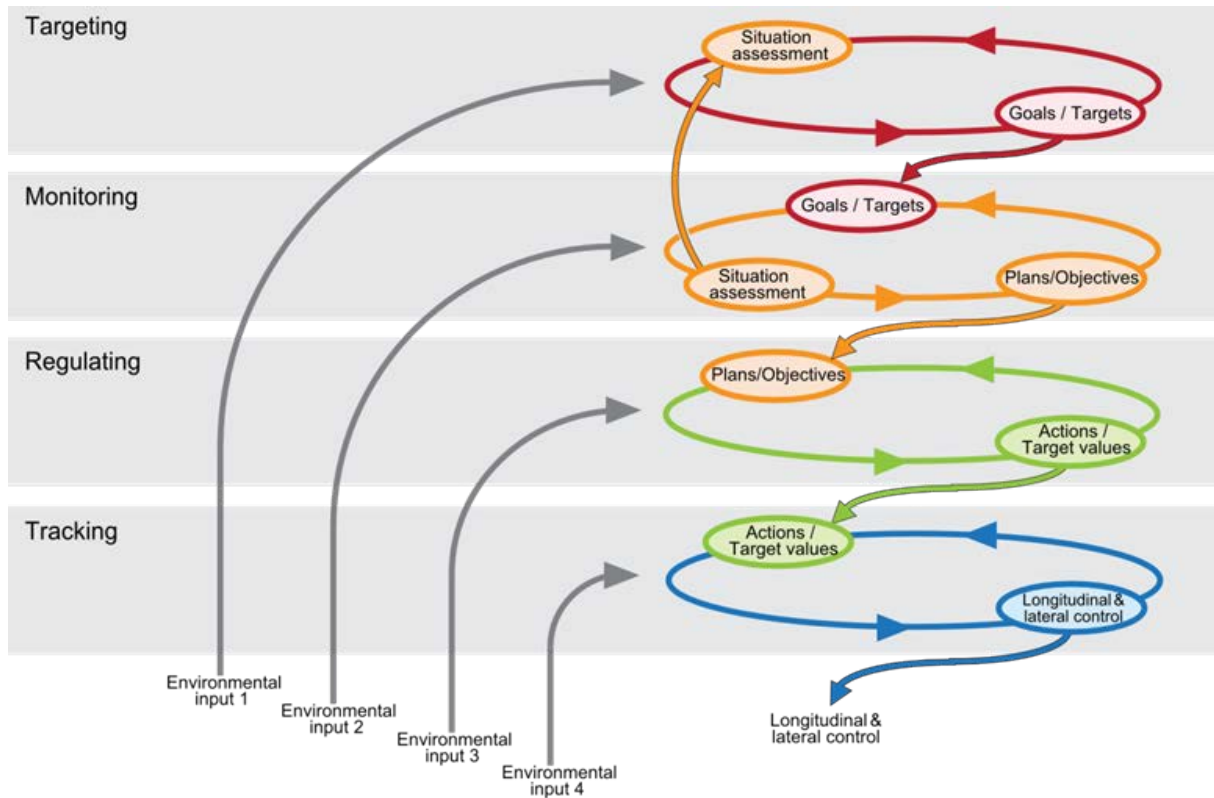 Targeting
Situation
assessment
Goals / Targets
Monitoring
Goals / Targets
Situation
assessment
Plans/Objectives
Regulating
Plans/Objectives
Actions /
Target values
Tracking
Actions /
Target values
Longitudinal &
lateral control
Environmental
input 1
Environmental
input 2
Environmental
input 3
Environmental
input 4
Longitudinal &
lateral control